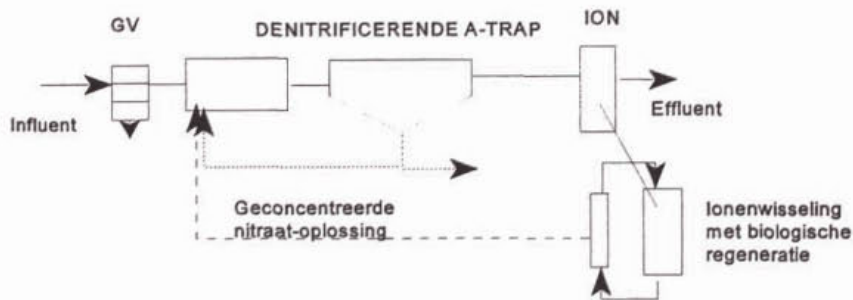 GV
DENITRIFICERENDE A-TRAP
ION
Influent
Effluent
Geconcentreerde
nitraat-oplossing
Ionenwisseling
met biologische
regeneratie